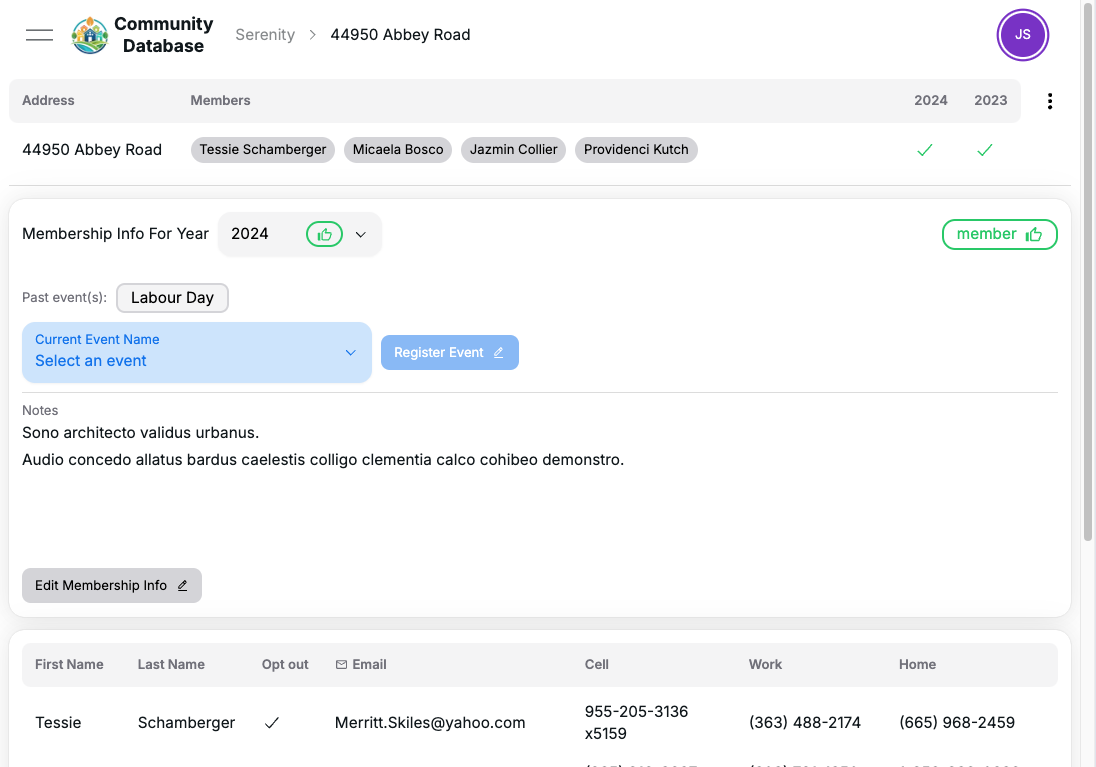 Community
Database
Serenity
44950 Abbey Road
JS
Address Members 2024 2023
44950 Abbey Road Tessie Schamberger Micaela Bosco Jazmin Collier Providenci Kutch
Membership Info For Year 2024 member
Past event(s): Labour Day
Current Event Name
Select an event
Register Event
Notes
Sono architecto validus urbanus.
Audio concedo allatus bardus caelestis colligo clementia calco cohibeo demonstro.
Edit Membership Info
First Name Last Name Opt out Email Cell Work Home
Tessie Schamberger Merritt.Skiles@yahoo.com 955-205-3136 x5159 (363) 488-2174 (665) 968-2459